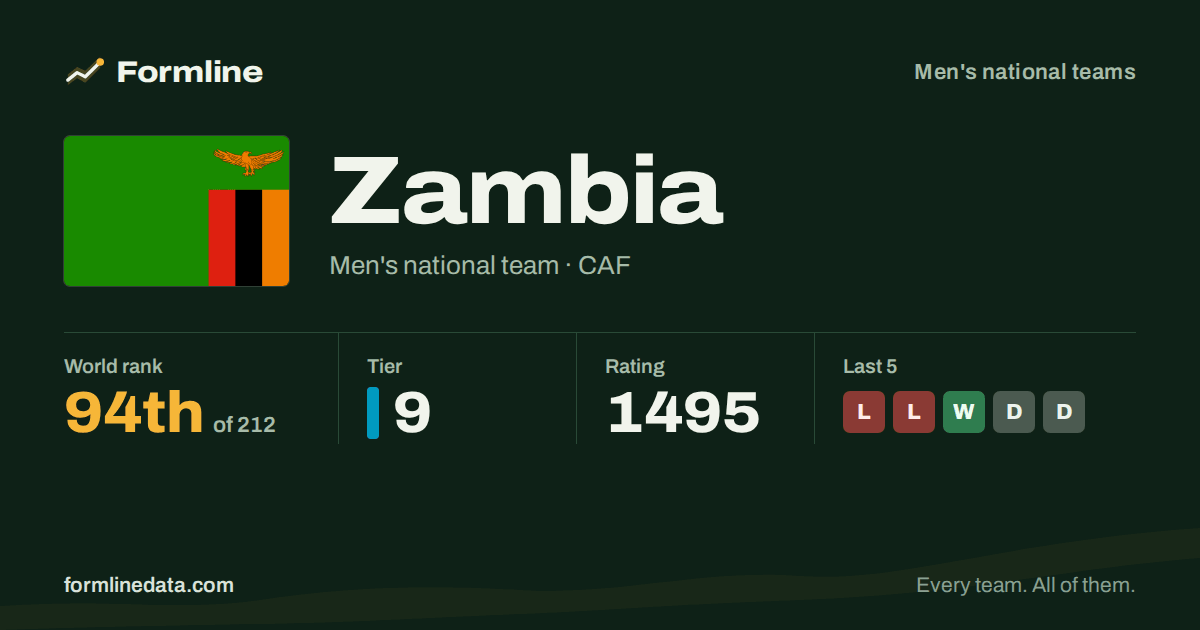 Formline
Men's national teams
Zambia
Men's national team · CAF
World rank
94th of 212
Tier
9
Rating
1495
Last 5
L L W D D
formlinedata.com
Every team. All of them.